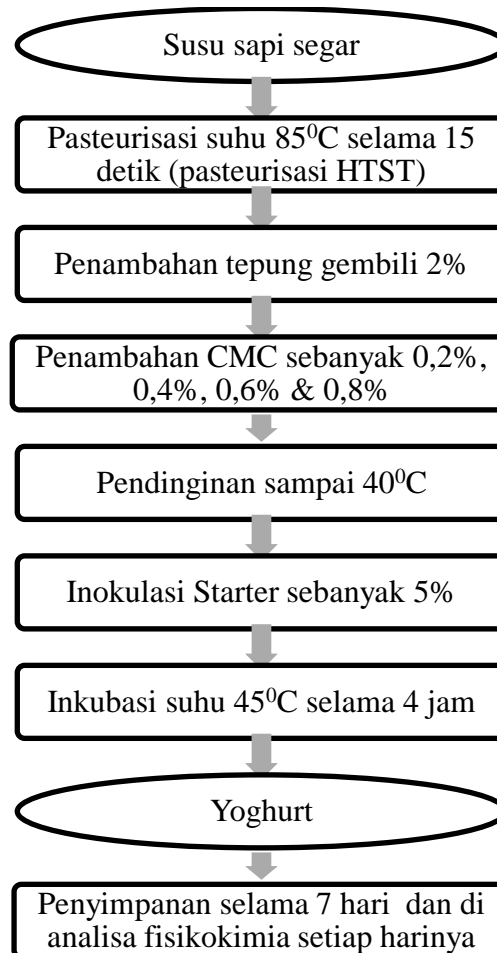 Susu sapi segar
Pasteurisasi suhu 85⁰C selama 15
detik (pasteurisasi HTST)
Penambahan tepung gembili 2%
Penambahan CMC sebanyak 0,2%,
0,4%, 0,6% & 0,8%
Pendinginan sampai 40⁰C
Inokulasi Starter sebanyak 5%
Inkubasi suhu 45⁰C selama 4 jam
Yoghurt
Penyimpanan selama 7 hari dan di
analisa fisikokimia setiap harinya